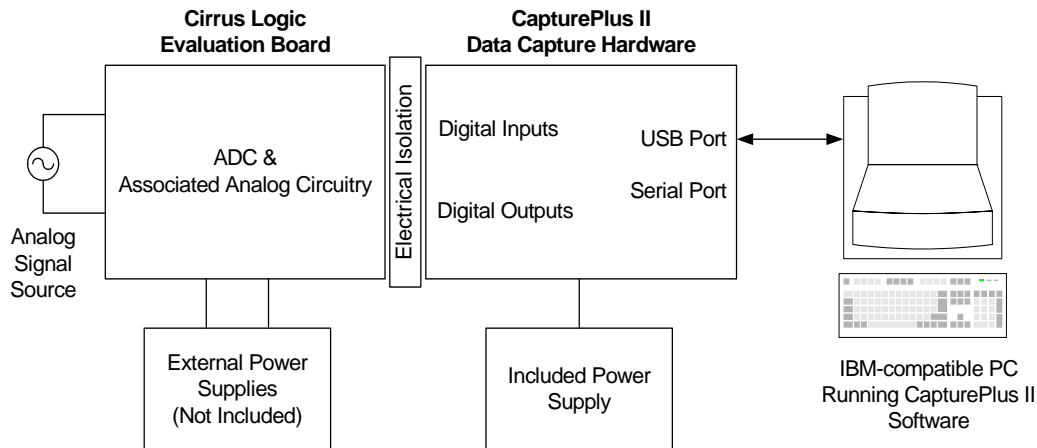 Cirrus Logic
Evaluation Board
CapturePlus II
Data Capture Hardware
ADC &
Associated Analog Circuitry
Electrical Isolation
Digital Inputs
USB Port
Serial Port
Digital Outputs
Analog
Signal
Source
External Power
Supplies
(Not Included)
Included Power
Supply
IBM-compatible PC
Running CapturePlus II
Software